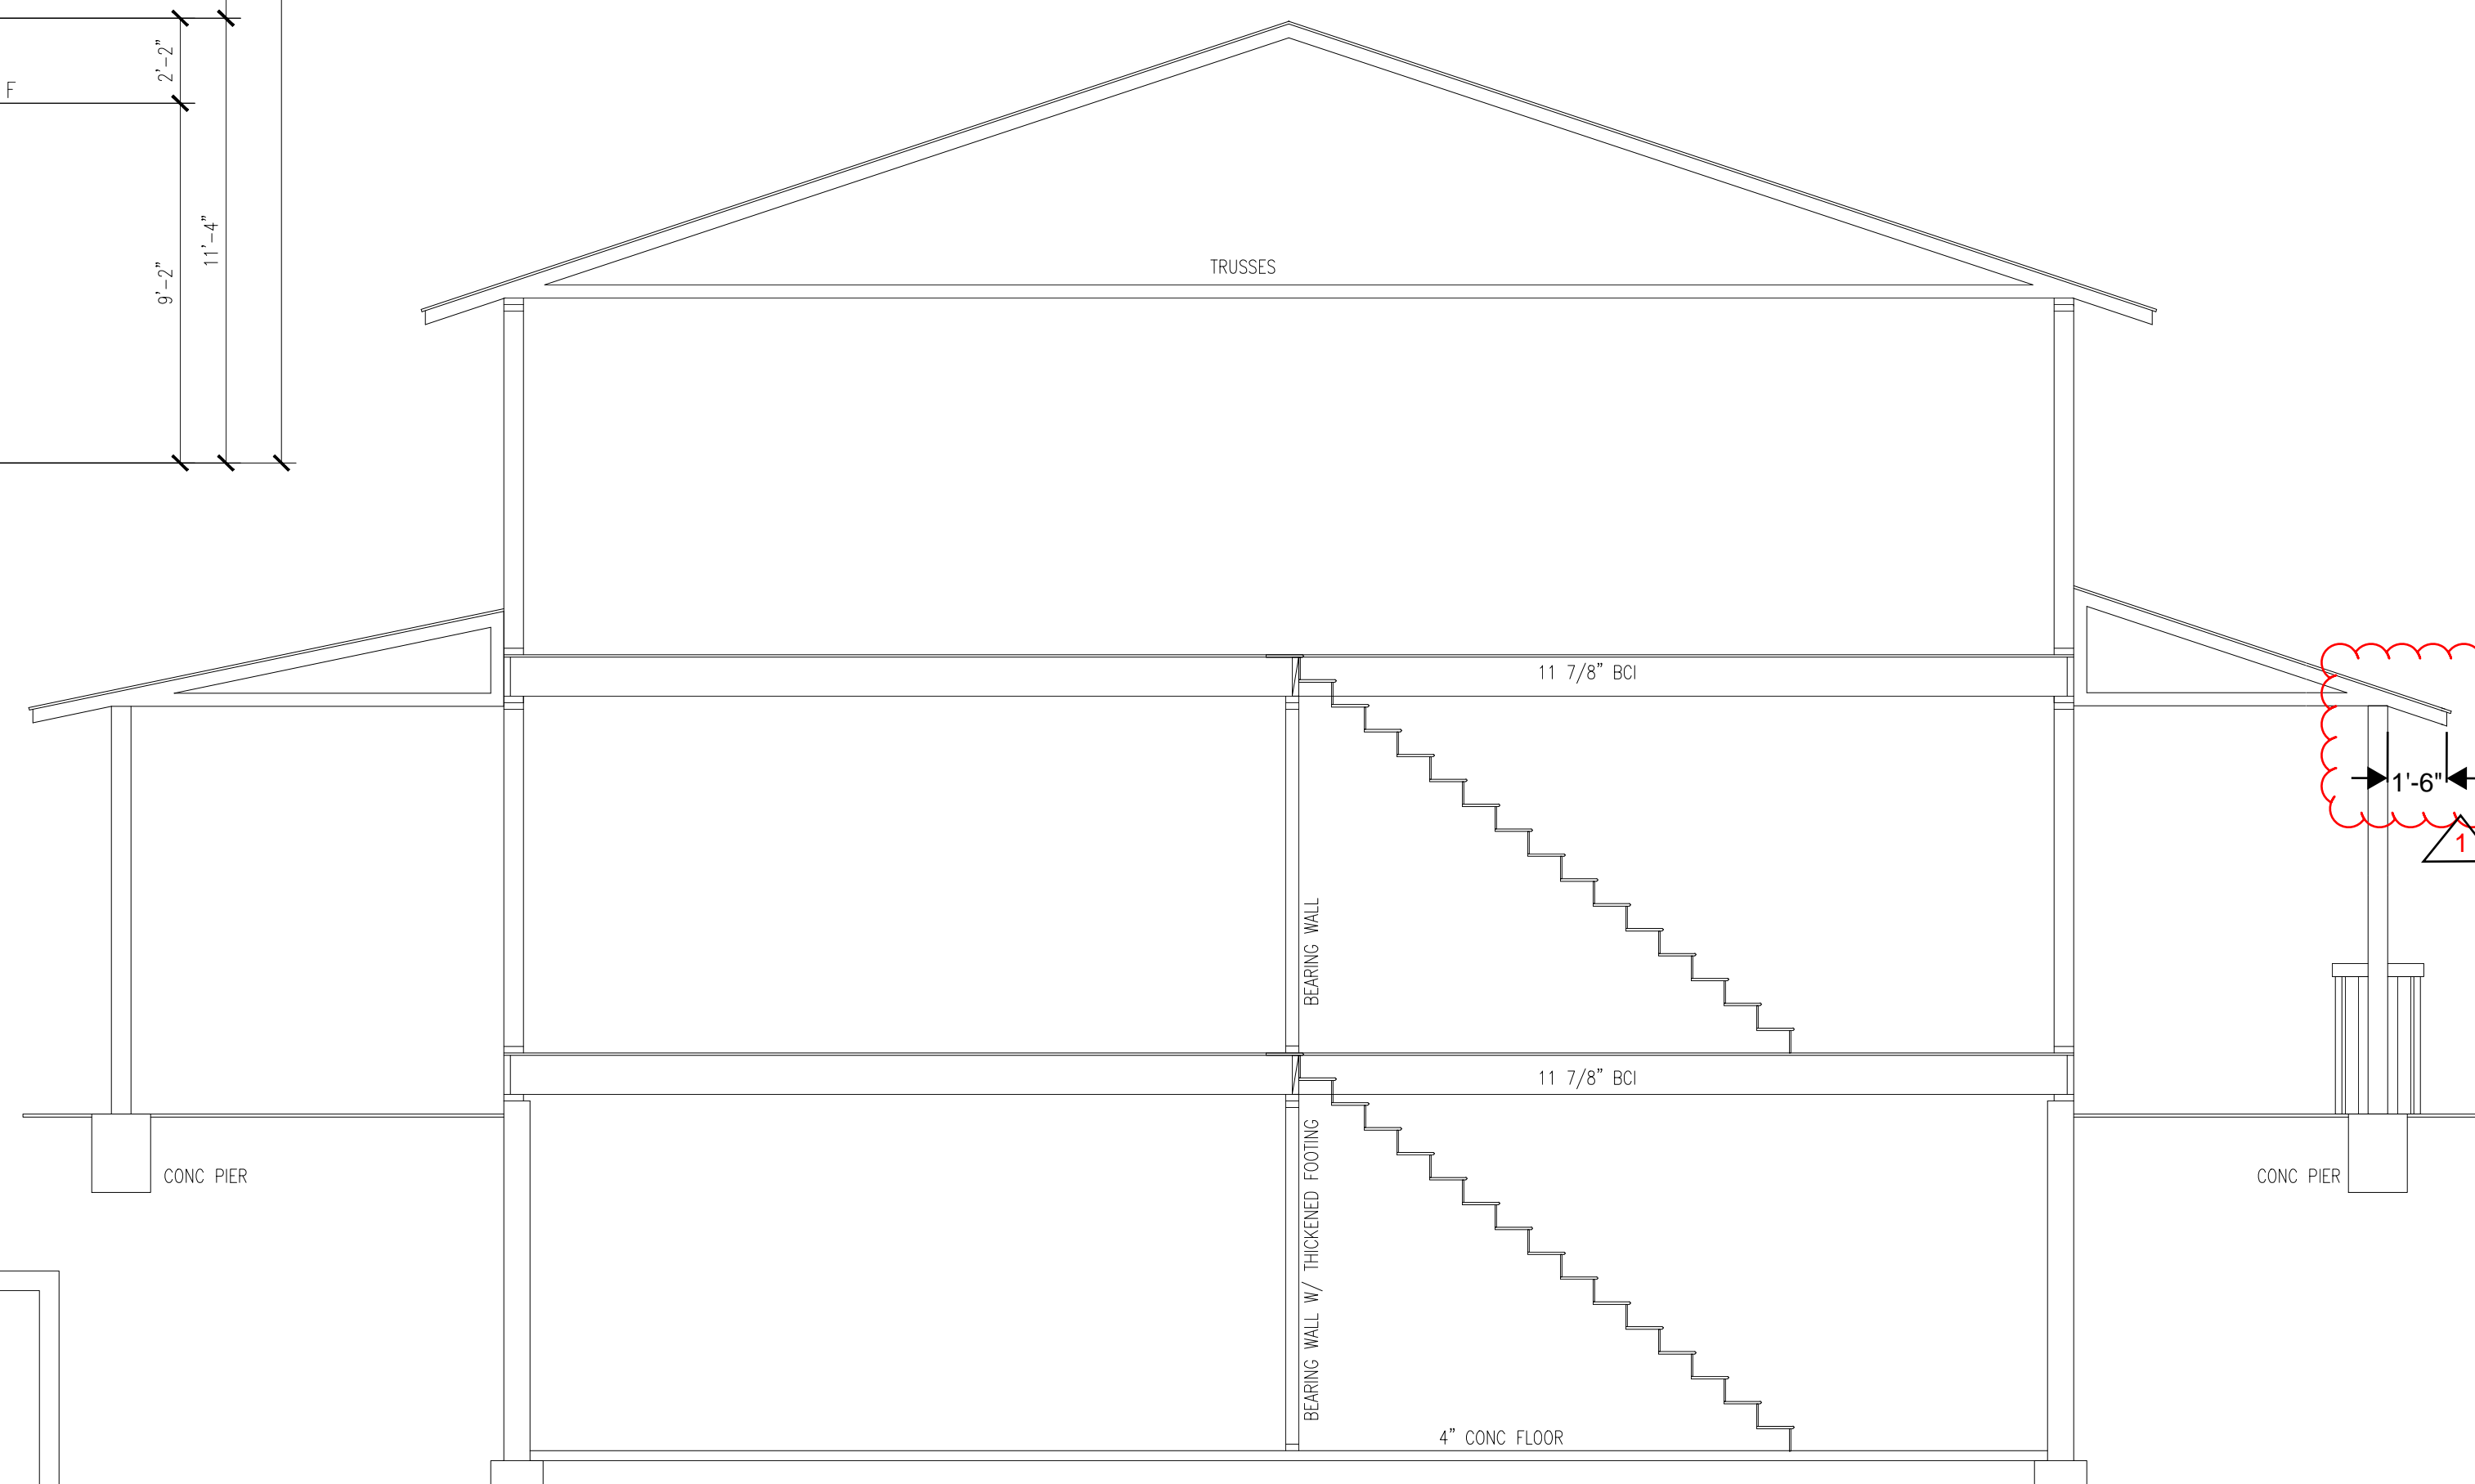 2'-2"
F
11'-4"
9'-2"
TRUSSES
11 7/8" BCI
1'-6"
1
BEARING WALL
11 7/8" BCI
CONC PIER
CONC PIER
BEARING WALL W/ THICKENED FOOTING
4" CONC FLOOR